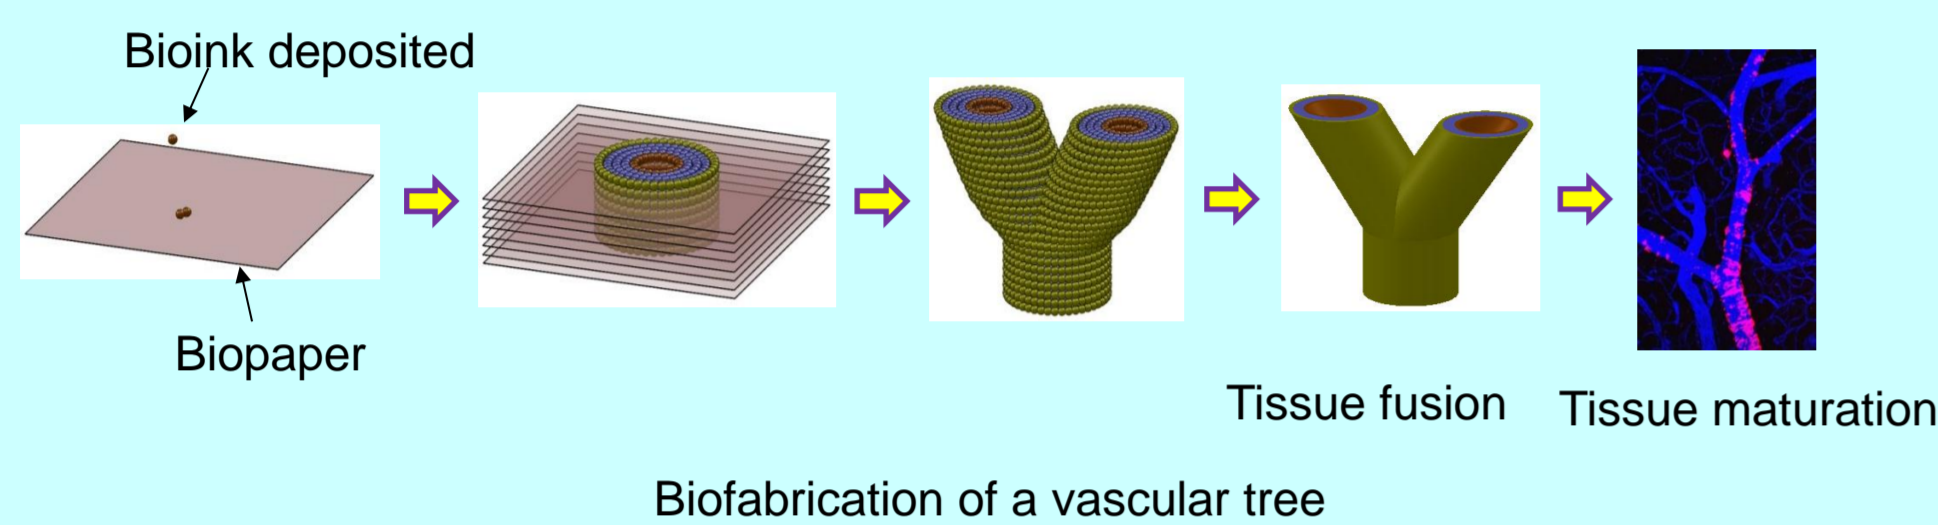 Bioink deposited
Biopaper
Tissue fusion
Tissue maturation
Biofabrication of a vascular tree